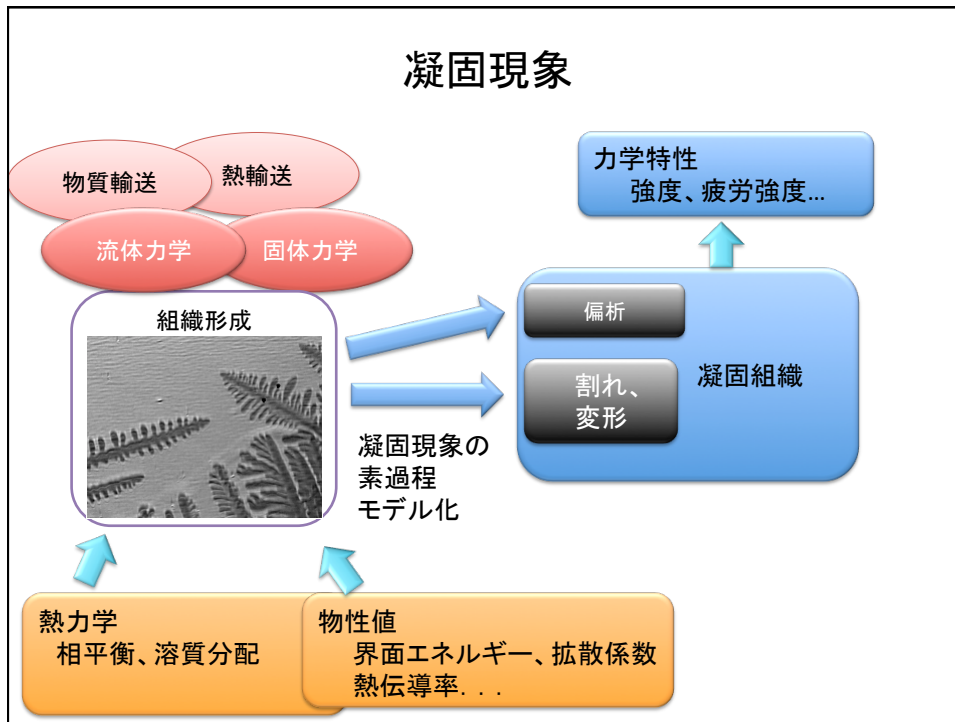 凝固現象
物質輸送
熱輸送
流体力学
固体力学
組織形成
力学特性
強度、疲労強度…
偏析
割れ、
変形
凝固組織
凝固現象の
素過程
モデル化
熱力学
相平衡、溶質分配
物性値
界面エネルギー、拡散係数
熱伝導率. . .